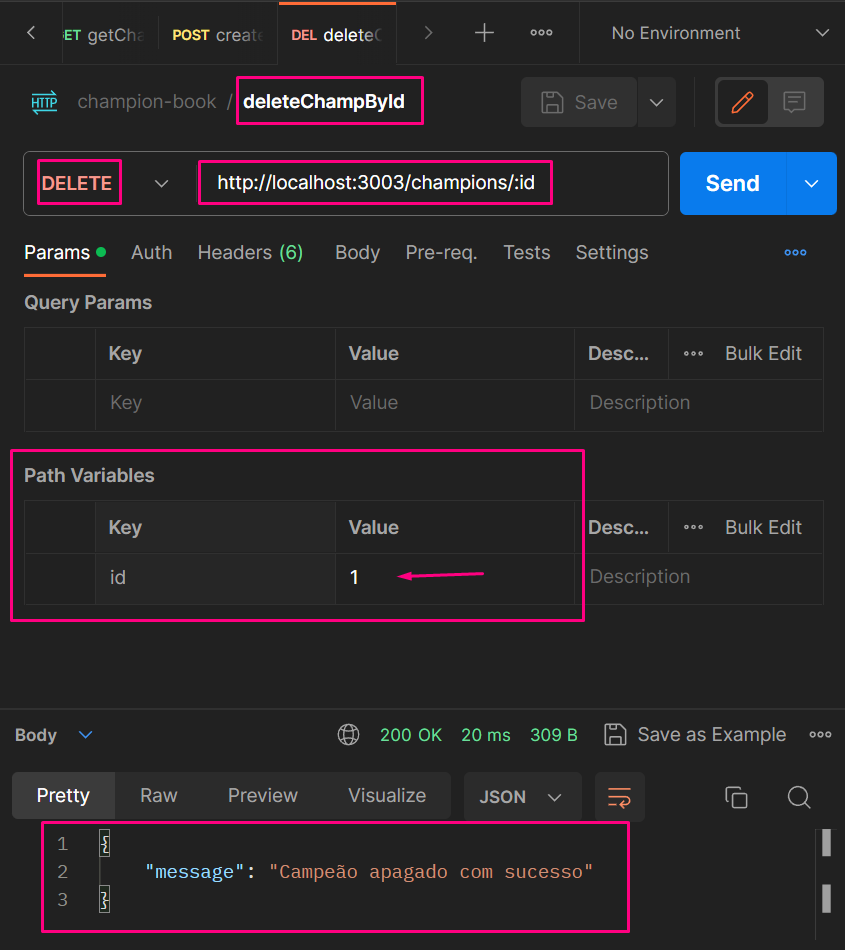 ET getCha POST create DEL deleteC No Environment
HTTP champion-book / deleteChampById Save
DELETE http://localhost:3003/champions/:id Send
Params Auth Headers (6) Body Pre-req. Tests Settings
Query Params
Key Value Desc... Bulk Edit
Key Value Description
Path Variables
Key Value Desc... Bulk Edit
id 1 Description
Body 200 OK 20 ms 309 B Save as Example
Pretty Raw Preview Visualize JSON
1 {
2 "message": "Campeão apagado com sucesso"
3 }